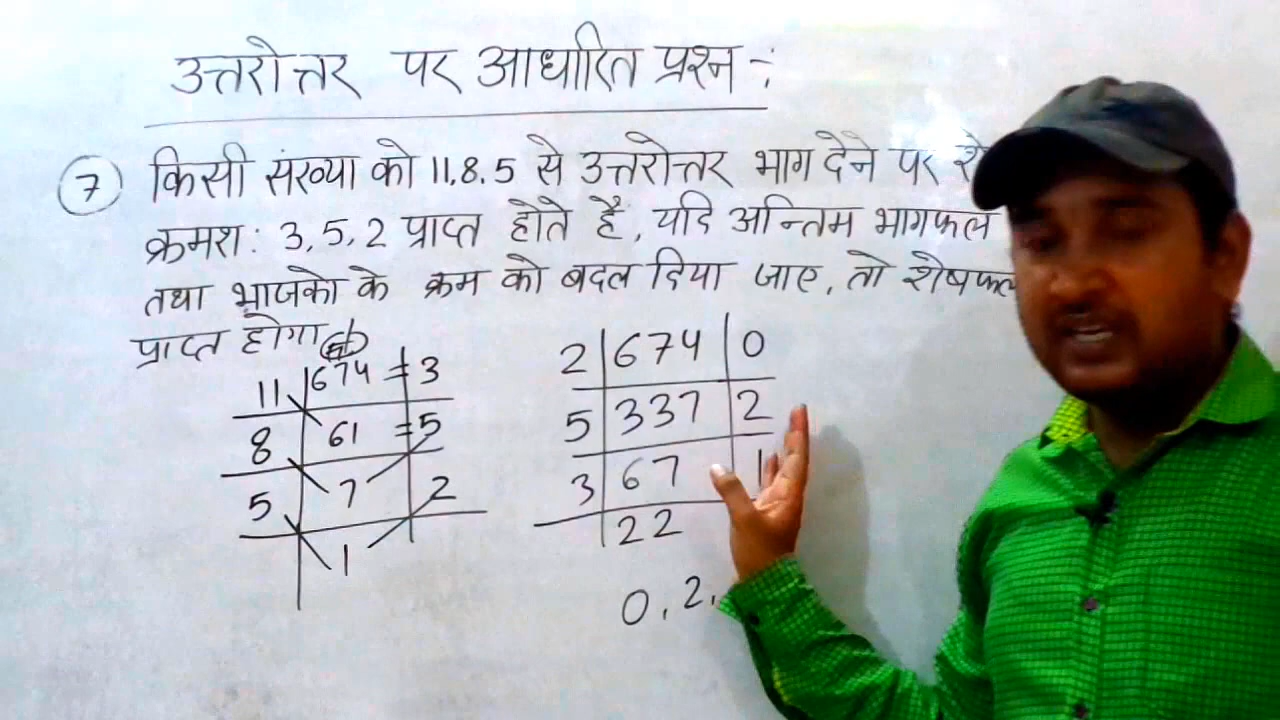 उत्तरोत्तर पर आधारित प्रश्न -:
7 किसी संख्या को 11,8,5 से उत्तरोत्तर भाग देने पर
क्रमश: 3,5,2 प्राप्त होते है, यदि अन्तिम भागफल
तथा भाजको के क्रम को बदल दिया जाए, तो शेषफल
प्राप्त होगा
11 674 = 3
8 61 = 5
5 7 2
1
2 674 0
5 337 2
3 67 1
22
0, 2,